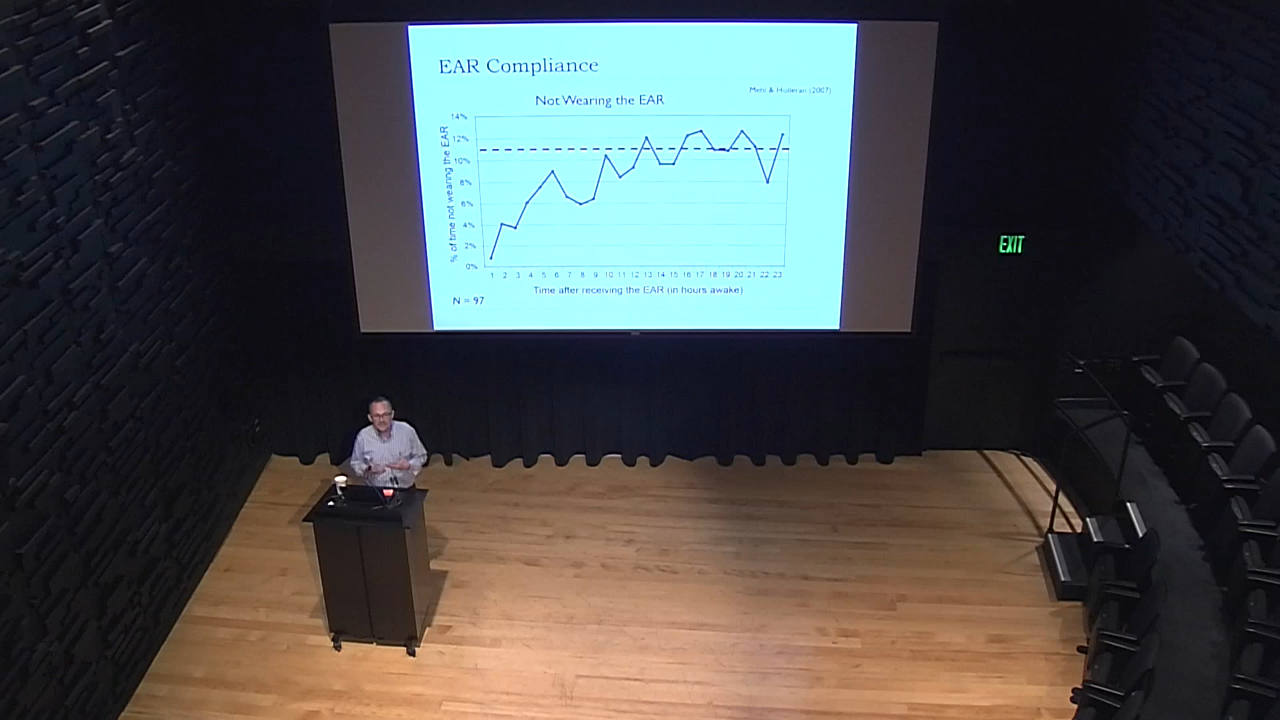 EAR Compliance
Mehl & Holleran (2007)
Not Wearing the EAR
% of time not wearing the EAR
14%
12%
10%
8%
6%
4%
2%
0%
1 2 3 4 5 6 7 8 9 10 11 12 13 14 15 16 17 18 19 20 21 22 23
Time after receiving the EAR (in hours awake)
N = 97
EXIT